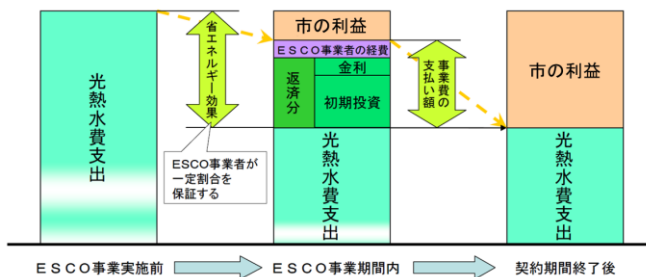 光熱水費支出
省エネルギー効果
ESCO事業者が
一定割合を
保証する
市の利益
ESCO事業者の経費
返済分
金利
初期投資
光熱水費支出
事業費の
支払い額
市の利益
光熱水費支出
ESCO事業実施前
ESCO事業期間内
契約期間終了後